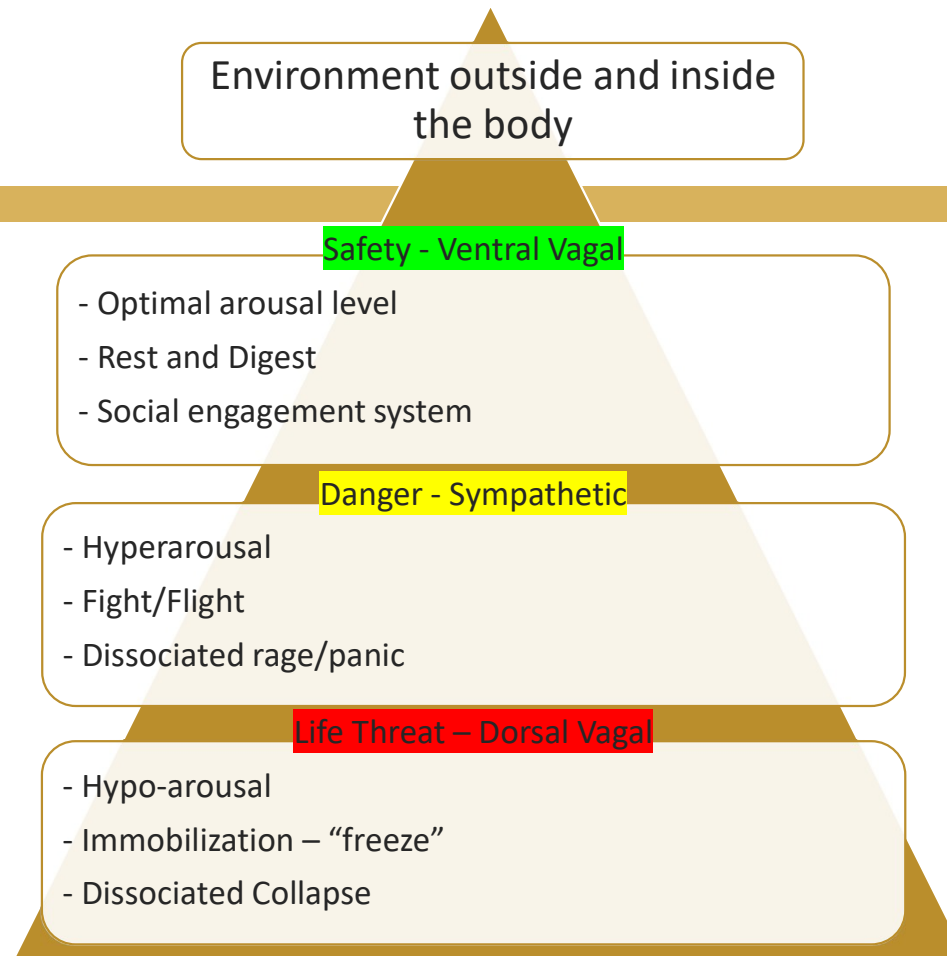 Environment outside and inside
the body
Safety - Ventral Vagal
- Optimal arousal level
- Rest and Digest
- Social engagement system
Danger - Sympathetic
- Hyperarousal
- Fight/Flight
- Dissociated rage/panic
Life Threat – Dorsal Vagal
- Hypo-arousal
- Immobilization – “freeze”
- Dissociated Collapse